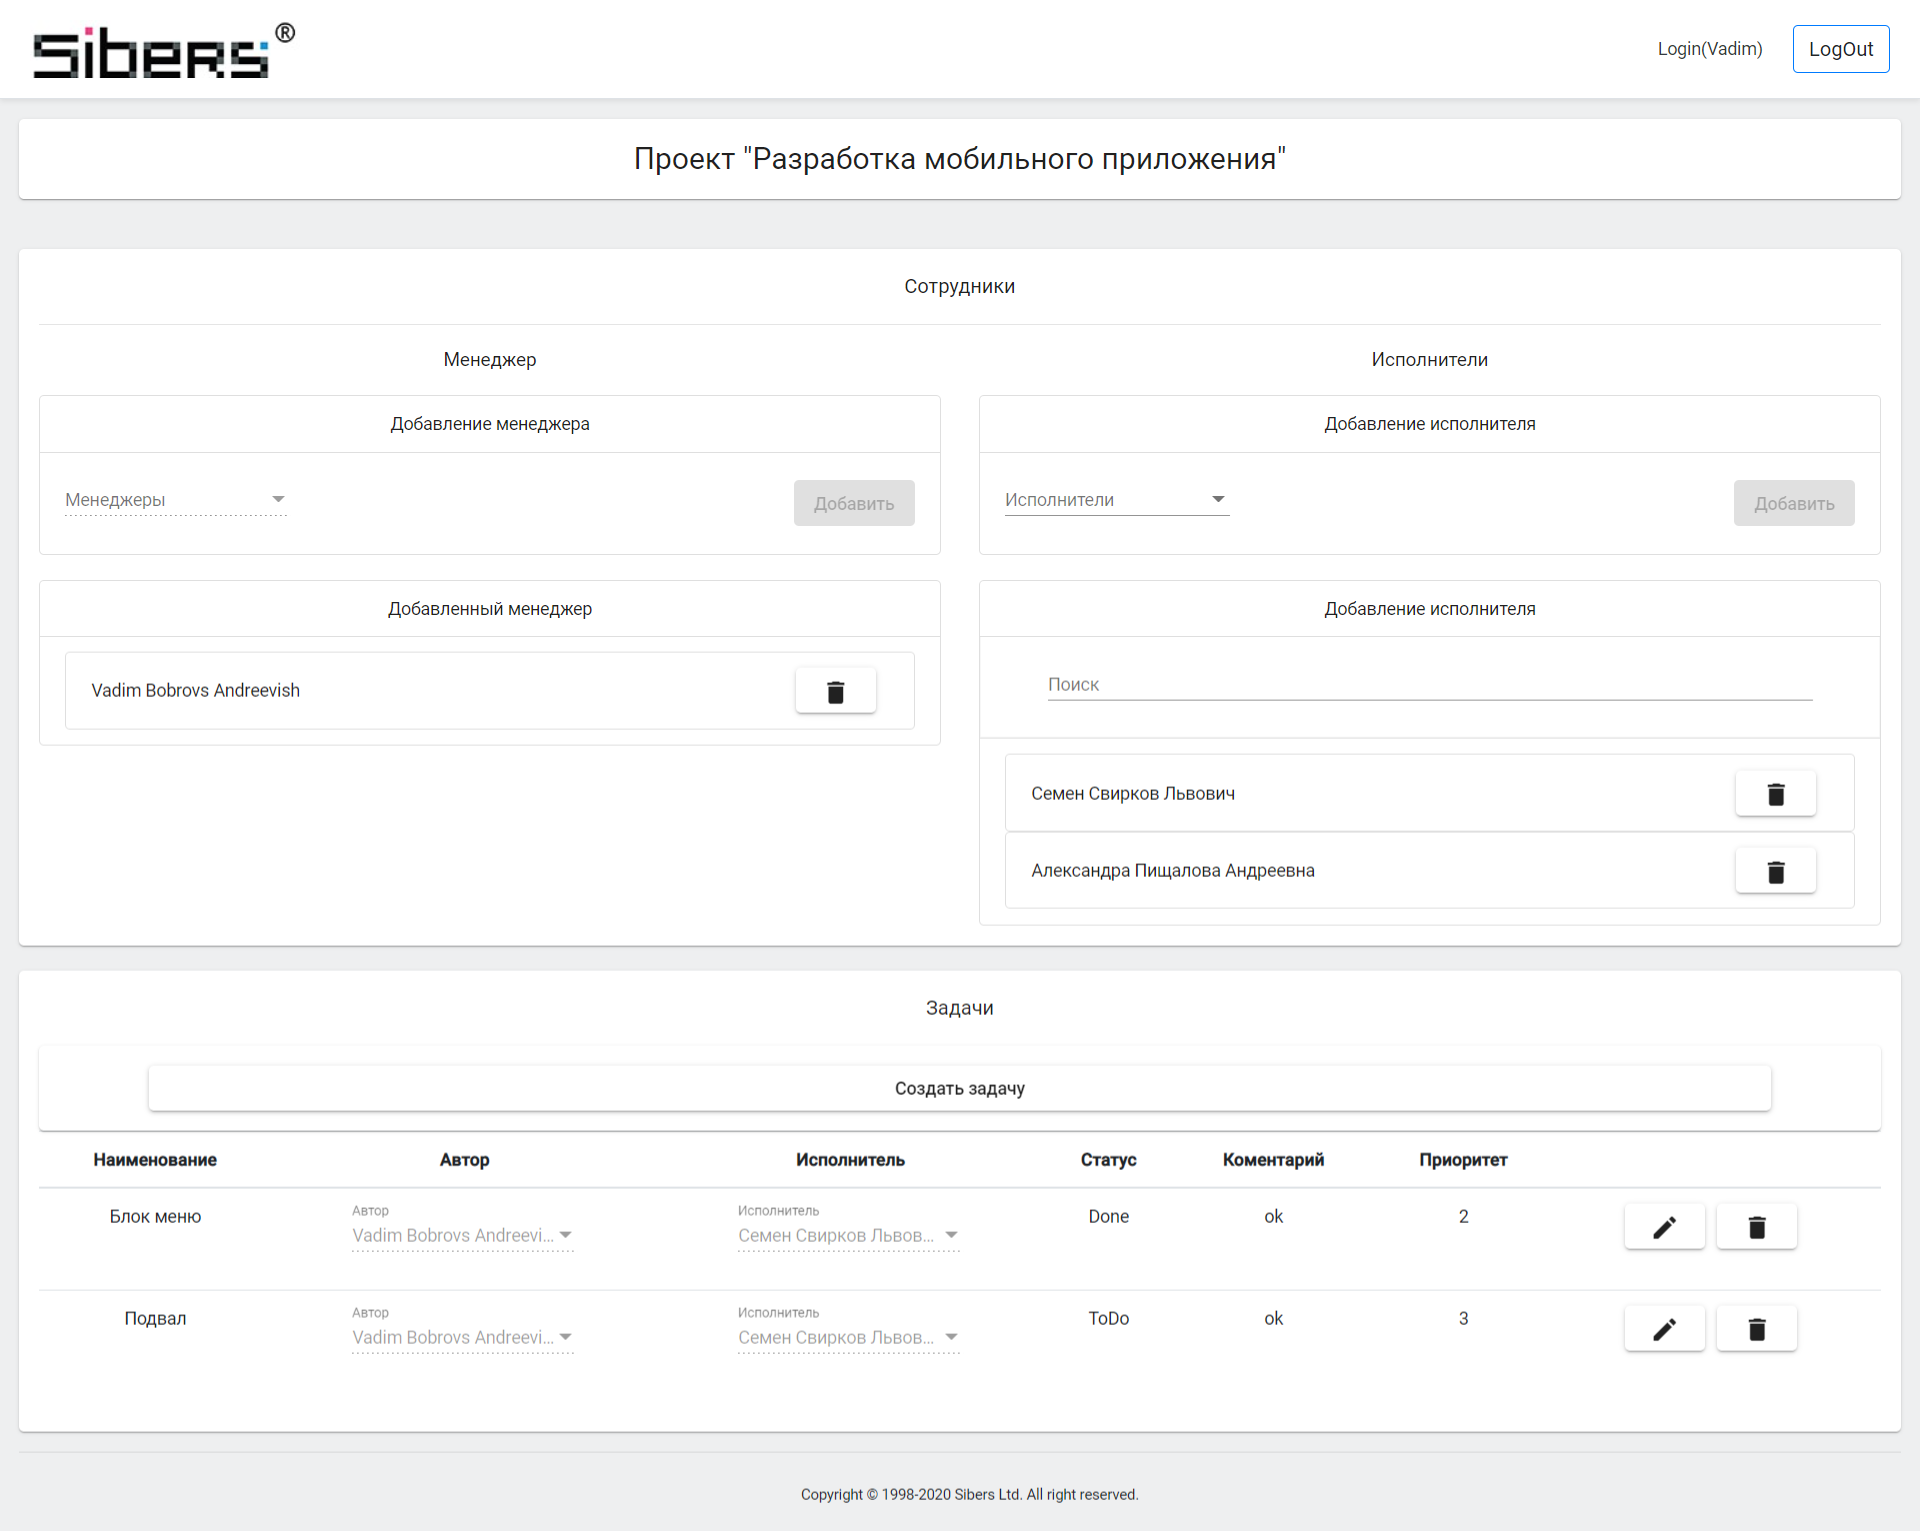 Sibers®
Login(Vadim)
LogOut
Проект "Разработка мобильного приложения"
Сотрудники
Менеджер
Добавление менеджера
Менеджеры
Добавить
Добавленный менеджер
Vadim Bobrovs Andreevish
Исполнители
Добавление исполнителя
Исполнители
Добавить
Добавление исполнителя
Поиск
Семен Свирков Львович
Александра Пищалова Андреевна
Задачи
Создать задачу
Наименование Автор Исполнитель Статус Коментарий Приоритет
Автор Исполнитель
Блок меню Vadim Bobrovs Andreevi... Семен Свирков Львов... Done ok 2
Автор Исполнитель
Подвал Vadim Bobrovs Andreevi... Семен Свирков Львов... ToDo ok 3
Copyright © 1998-2020 Sibers Ltd. All right reserved.